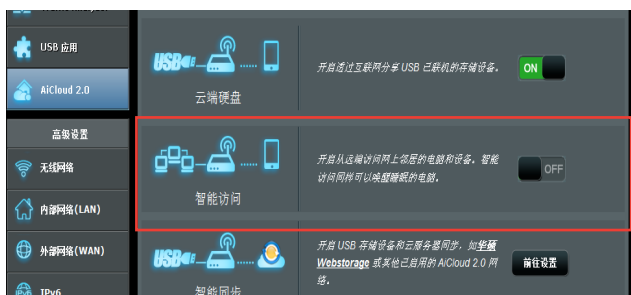 USB 应用
AiCloud 2.0
高级设置
无线网络
内部网络(LAN)
外部网络(WAN)
IPv6
USB
云端硬盘
开启透过互联网分享 USB 已联机的存储设备。
ON
智能访问
开启从远端访问网上邻居的电脑和设备。智能
访问同样可以唤醒睡眠的电脑。
OFF
USB
智能同步
开启 USB 存储设备和云服务器同步，如华硕
Webstorage 或其他已启用的 AiCloud 2.0 网
络。
前往设置